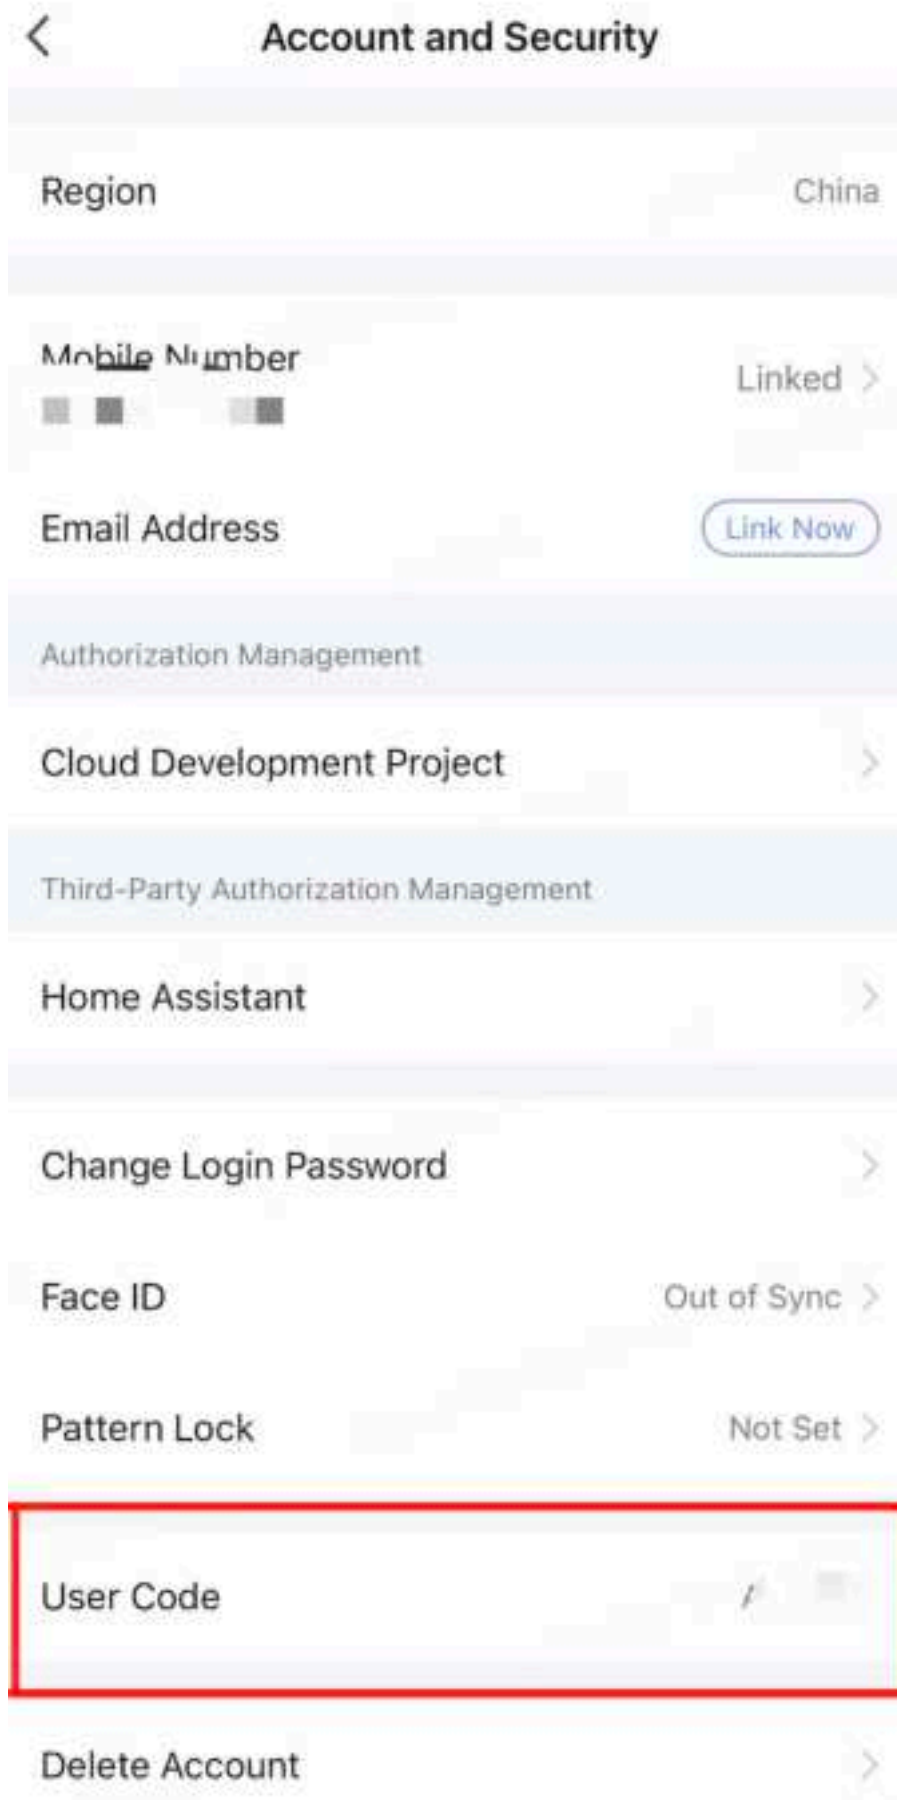 Account and Security
Region
China
Mobile Number
Linked
Email Address
Link Now
Authorization Management
Cloud Development Project
Third-Party Authorization Management
Home Assistant
Change Login Password
Face ID
Out of Sync
Pattern Lock
Not Set
User Code
Delete Account